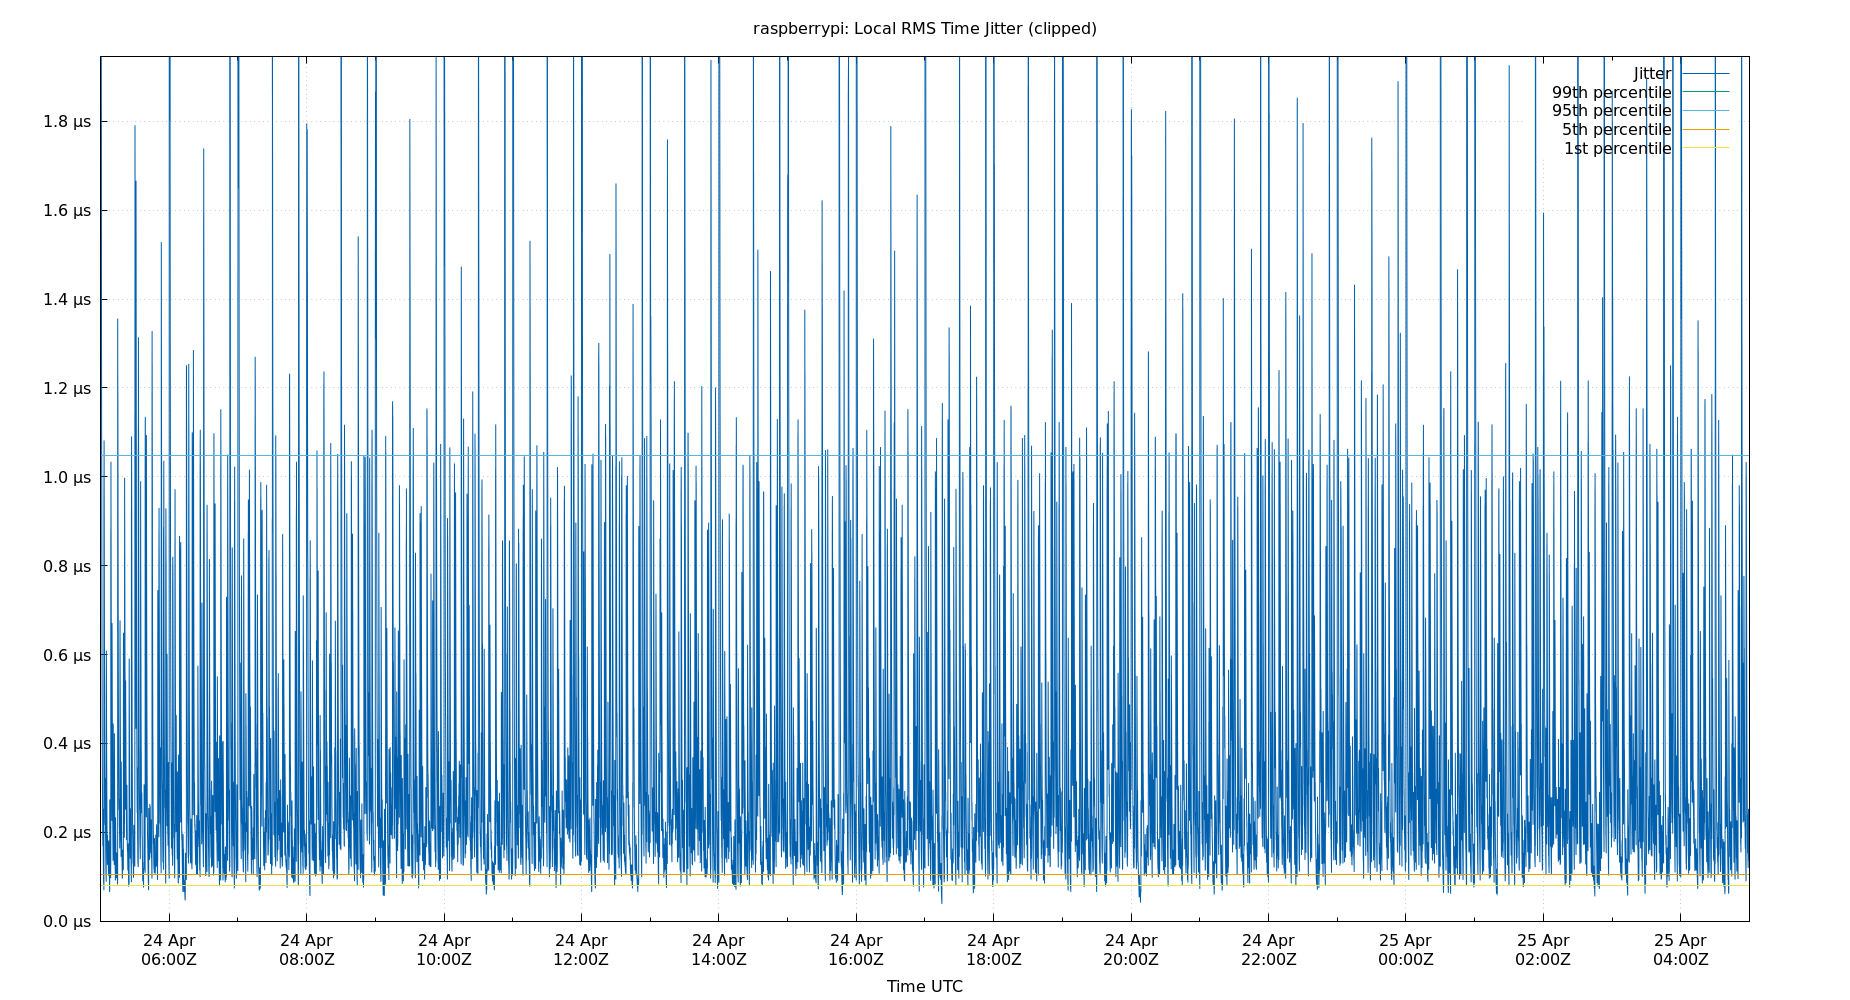 raspberrypi: Local RMS Time Jitter (clipped)
Jitter
99th percentile
95th percentile
5th percentile
1st percentile
1.8 μs
1.6 μs
1.4 μs
1.2 μs
1.0 μs
0.8 μs
0.6 μs
0.4 μs
0.2 μs
0.0 μs
24 Apr 24 Apr 24 Apr 24 Apr 24 Apr 24 Apr 24 Apr 24 Apr 24 Apr 25 Apr 25 Apr 25 Apr
06:00Z 08:00Z 10:00Z 12:00Z 14:00Z 16:00Z 18:00Z 20:00Z 22:00Z 00:00Z 02:00Z 04:00Z
Time UTC